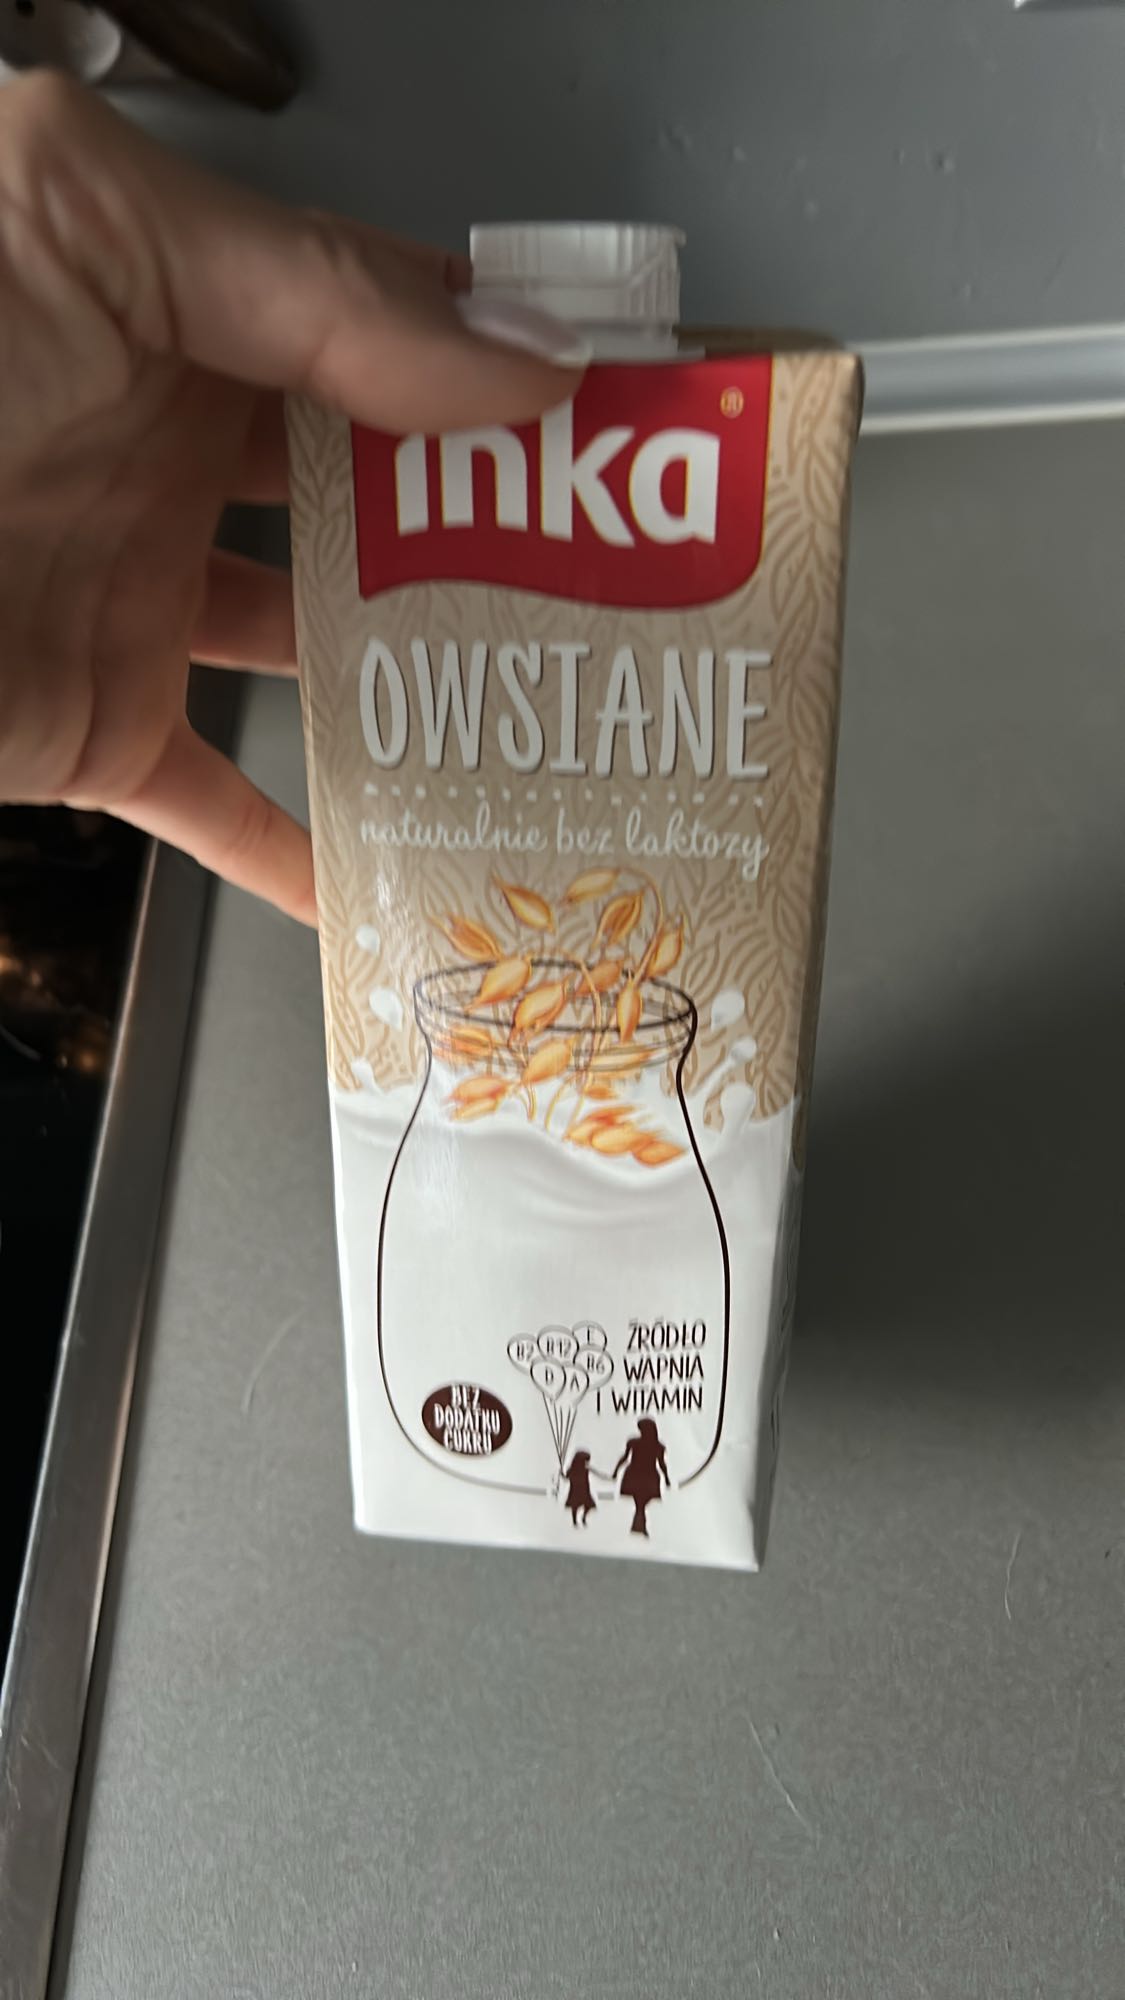 inka
®
OWSIANE
naturalnie bez laktozy
B2 B12 E
B6
D A
ŹRÓDŁO
WAPNIA
I WITAMIN
BEZ
DODATKU
CUKRU